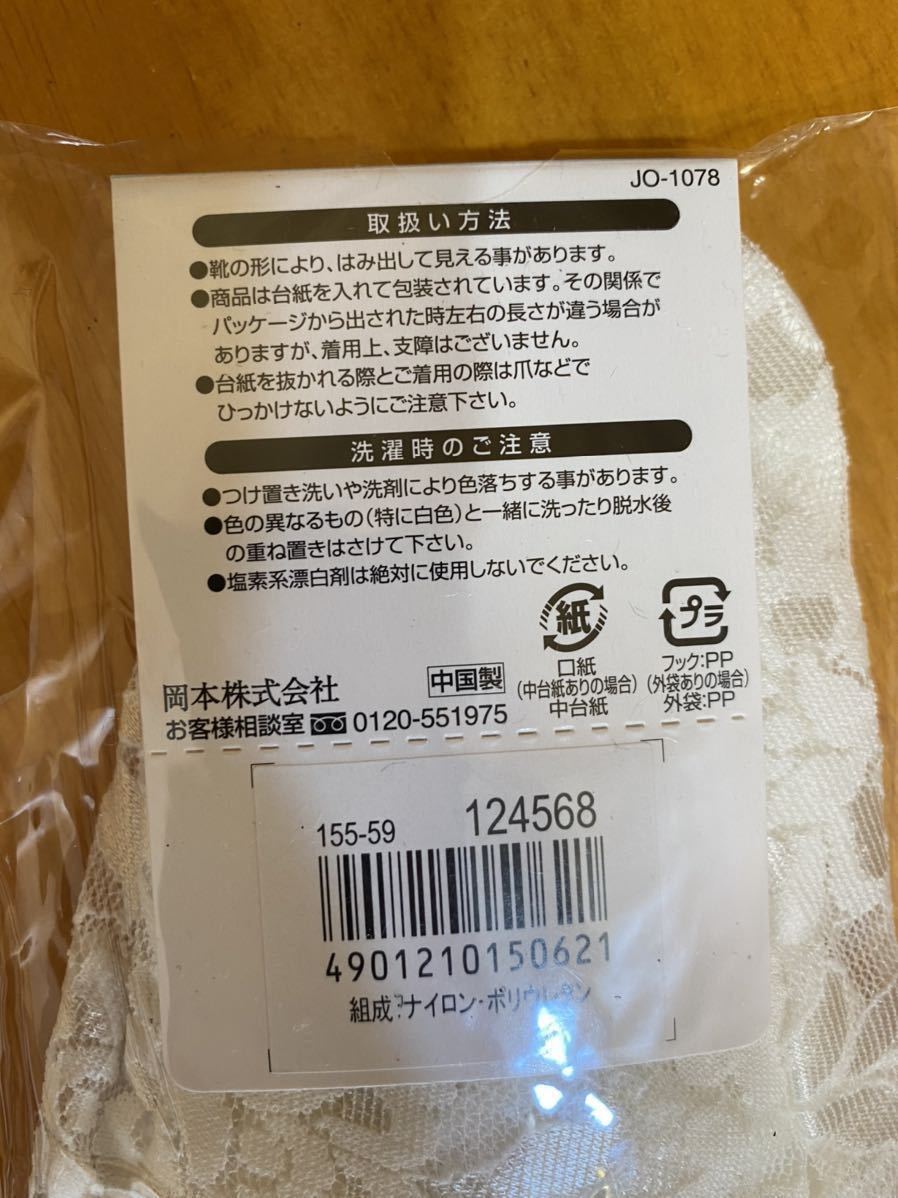 JO-1078
取扱い方法
●靴の形により、はみ出して見える事があります。
●商品は台紙を入れて包装されています。その関係で
パッケージから出された時左右の長さが違う場合が
ありますが、着用上、支障はございません。
●台紙を抜かれる際とご着用の際は爪などで
ひっかけないようにご注意下さい。
洗濯時のご注意
●つけ置き洗いや洗剤により色落ちする事があります。
●色の異なるもの(特に白色)と一緒に洗ったり脱水後
の重ね置きはさけて下さい。
●塩素系漂白剤は絶対に使用しないでください。
紙
口紙
(中台紙ありの場合)
中台紙
プラ
フック:PP
(外袋ありの場合)
外袋:PP
中国製
岡本株式会社
お客様相談室 0120-551975
155-59 124568
4901210150621
組成:ナイロン・ポリウレタン